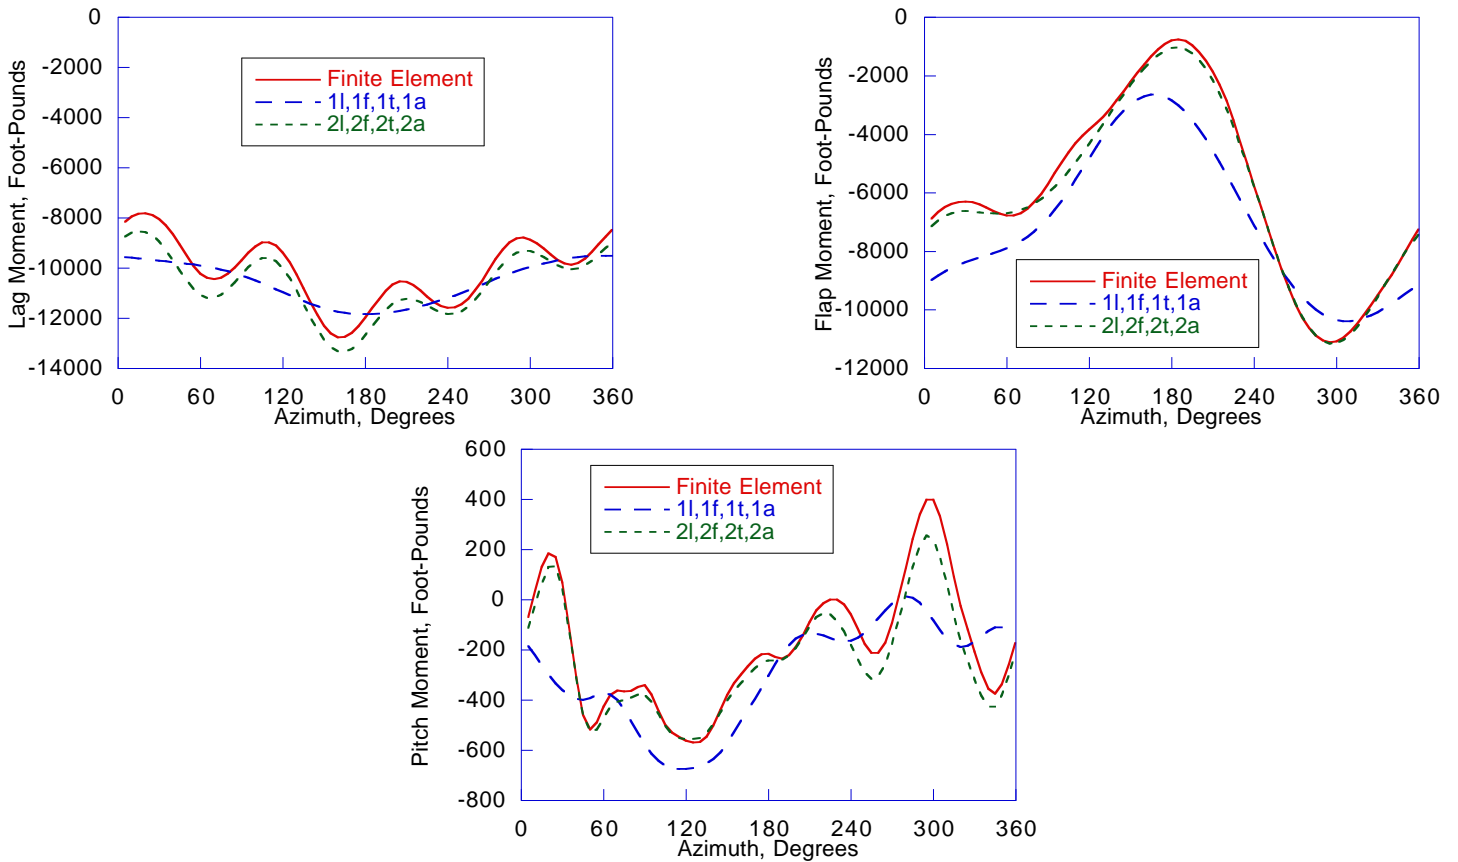 Lag Moment, Foot-Pounds
0
-2000
-4000
-6000
-8000
-10000
-12000
-14000
Finite Element
1l,1f,1t,1a
2l,2f,2t,2a
0 60 120 180 240 300 360
Azimuth, Degrees
Flap Moment, Foot-Pounds
0
-2000
-4000
-6000
-8000
-10000
-12000
Finite Element
1l,1f,1t,1a
2l,2f,2t,2a
0 60 120 180 240 300 360
Azimuth, Degrees
Pitch Moment, Foot-Pounds
600
400
200
0
-200
-400
-600
-800
Finite Element
1l,1f,1t,1a
2l,2f,2t,2a
0 60 120 180 240 300 360
Azimuth, Degrees